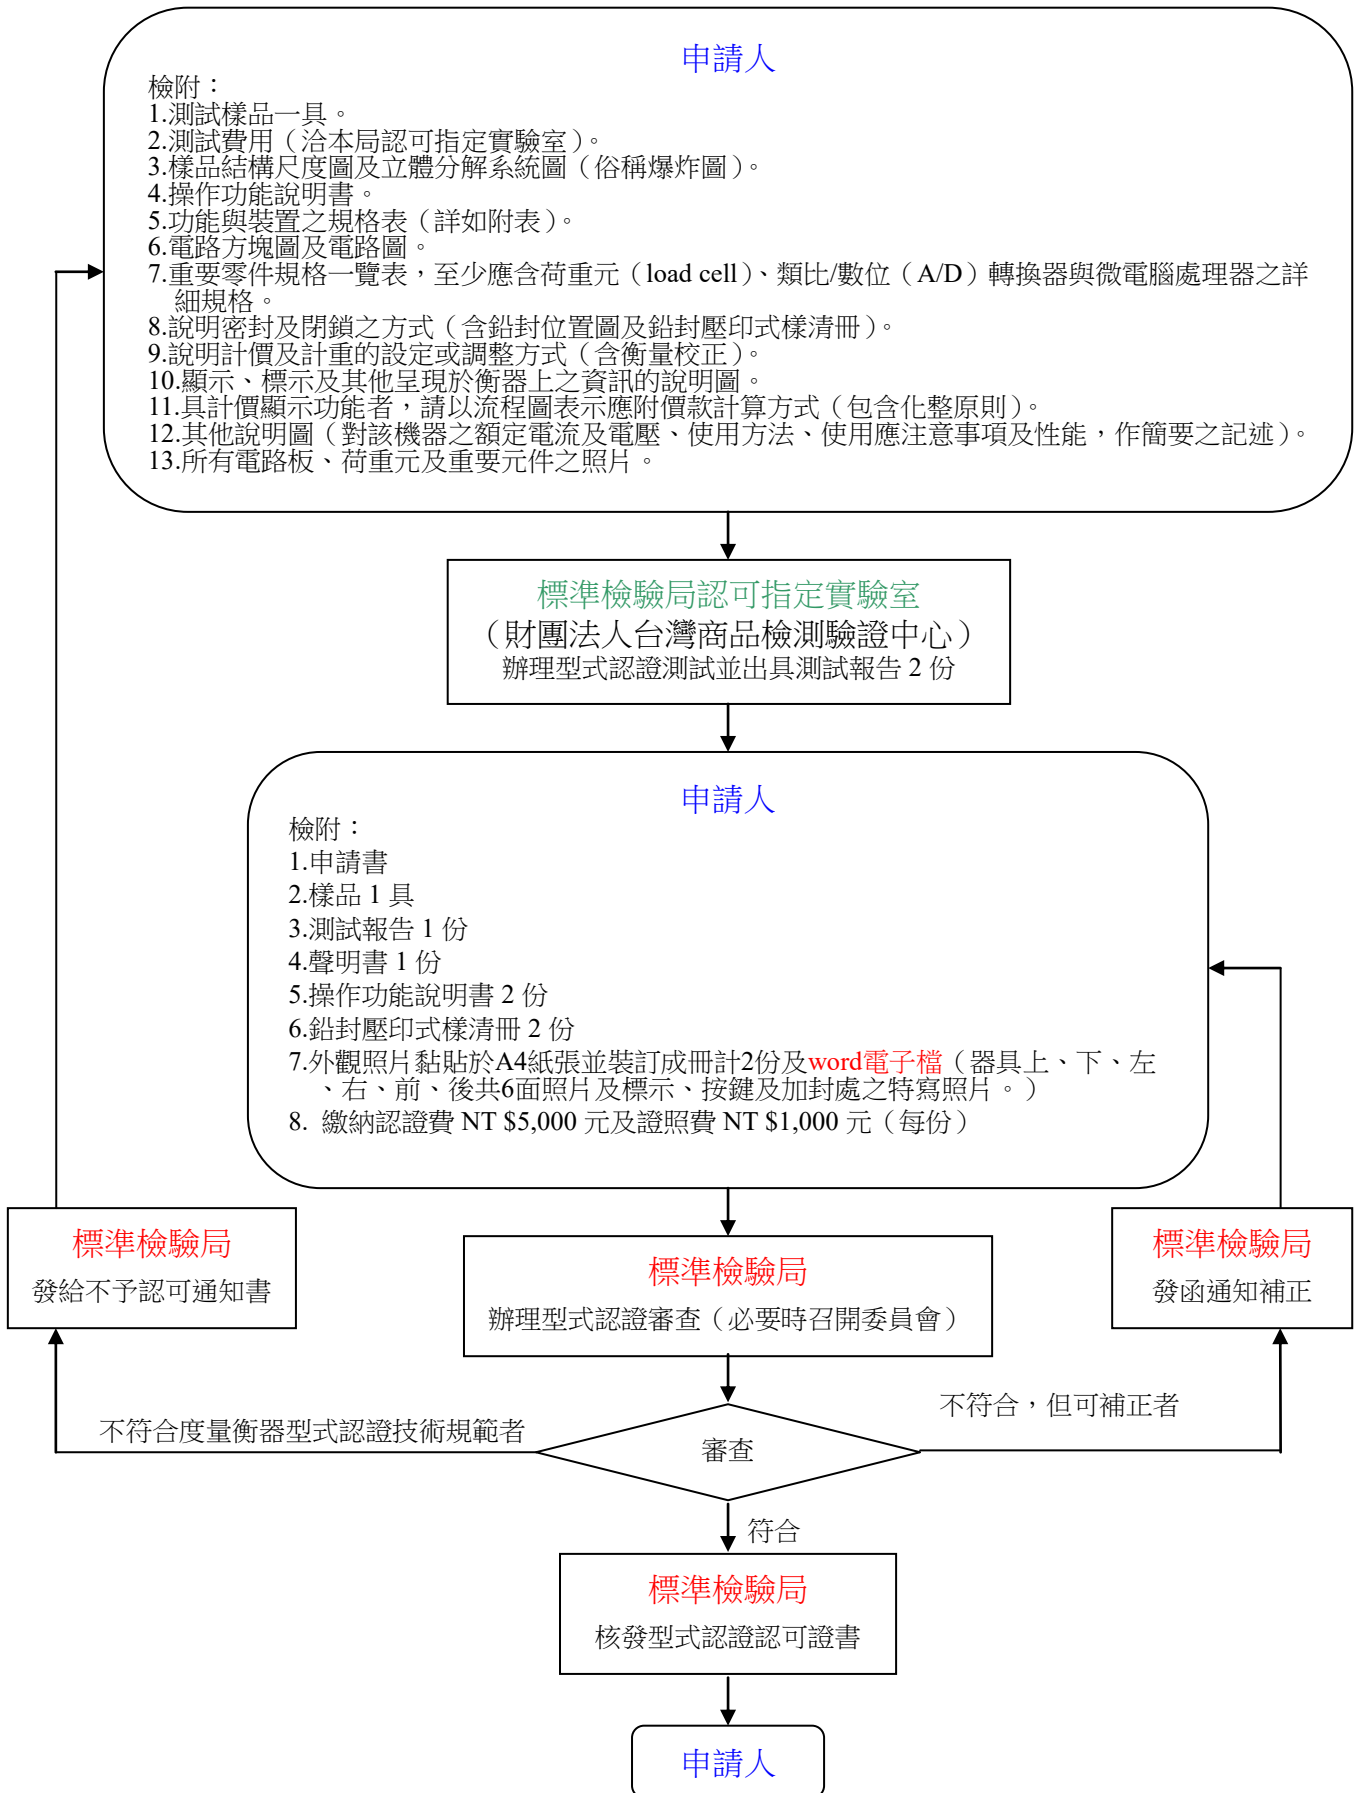 申請人
檢附：
1.測試樣品一具。
2.測試費用（洽本局認可指定實驗室）。
3.樣品結構尺度圖及立體分解系統圖（俗稱爆炸圖）。
4.操作功能說明書。
5.功能與裝置之規格表（詳如附表）。
6.電路方塊圖及電路圖。
7.重要零件規格一覽表，至少應含荷重元（load cell）、類比/數位（A/D）轉換器與微電腦處理器之詳
細規格。
8.說明密封及閉鎖之方式（含鉛封位置圖及鉛封壓印式樣清冊）。
9.說明計價及計重的設定或調整方式（含衡量校正）。
10.顯示、標示及其他呈現於衡器上之資訊的說明圖。
11.具計價顯示功能者，請以流程圖表示應附價款計算方式（包含化整原則）。
12.其他說明圖（對該機器之額定電流及電壓、使用方法、使用應注意事項及性能，作簡要之記述）。
13.所有電路板、荷重元及重要元件之照片。
標準檢驗局認可指定實驗室
（財團法人台灣商品檢測驗證中心）
辦理型式認證測試並出具測試報告 2 份
申請人
檢附：
1.申請書
2.樣品 1 具
3.測試報告 1 份
4.聲明書 1 份
5.操作功能說明書 2 份
6.鉛封壓印式樣清冊 2 份
7.外觀照片黏貼於A4紙張並裝訂成冊計2份及word電子檔（器具上、下、左
、右、前、後共6面照片及標示、按鍵及加封處之特寫照片。）
8. 繳納認證費 NT $5,000 元及證照費 NT $1,000 元（每份）
標準檢驗局
發給不予認可通知書
標準檢驗局
辦理型式認證審查（必要時召開委員會）
標準檢驗局
發函通知補正
不符合度量衡器型式認證技術規範者
審查
不符合，但可補正者
符合
標準檢驗局
核發型式認證認可證書
申請人